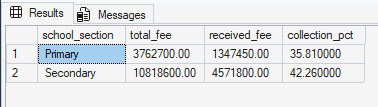 Results Messages
school_section total_fee received_fee collection_pct
1 Primary 3762700.00 1347450.00 35.810000
2 Secondary 10818600.00 4571800.00 42.260000